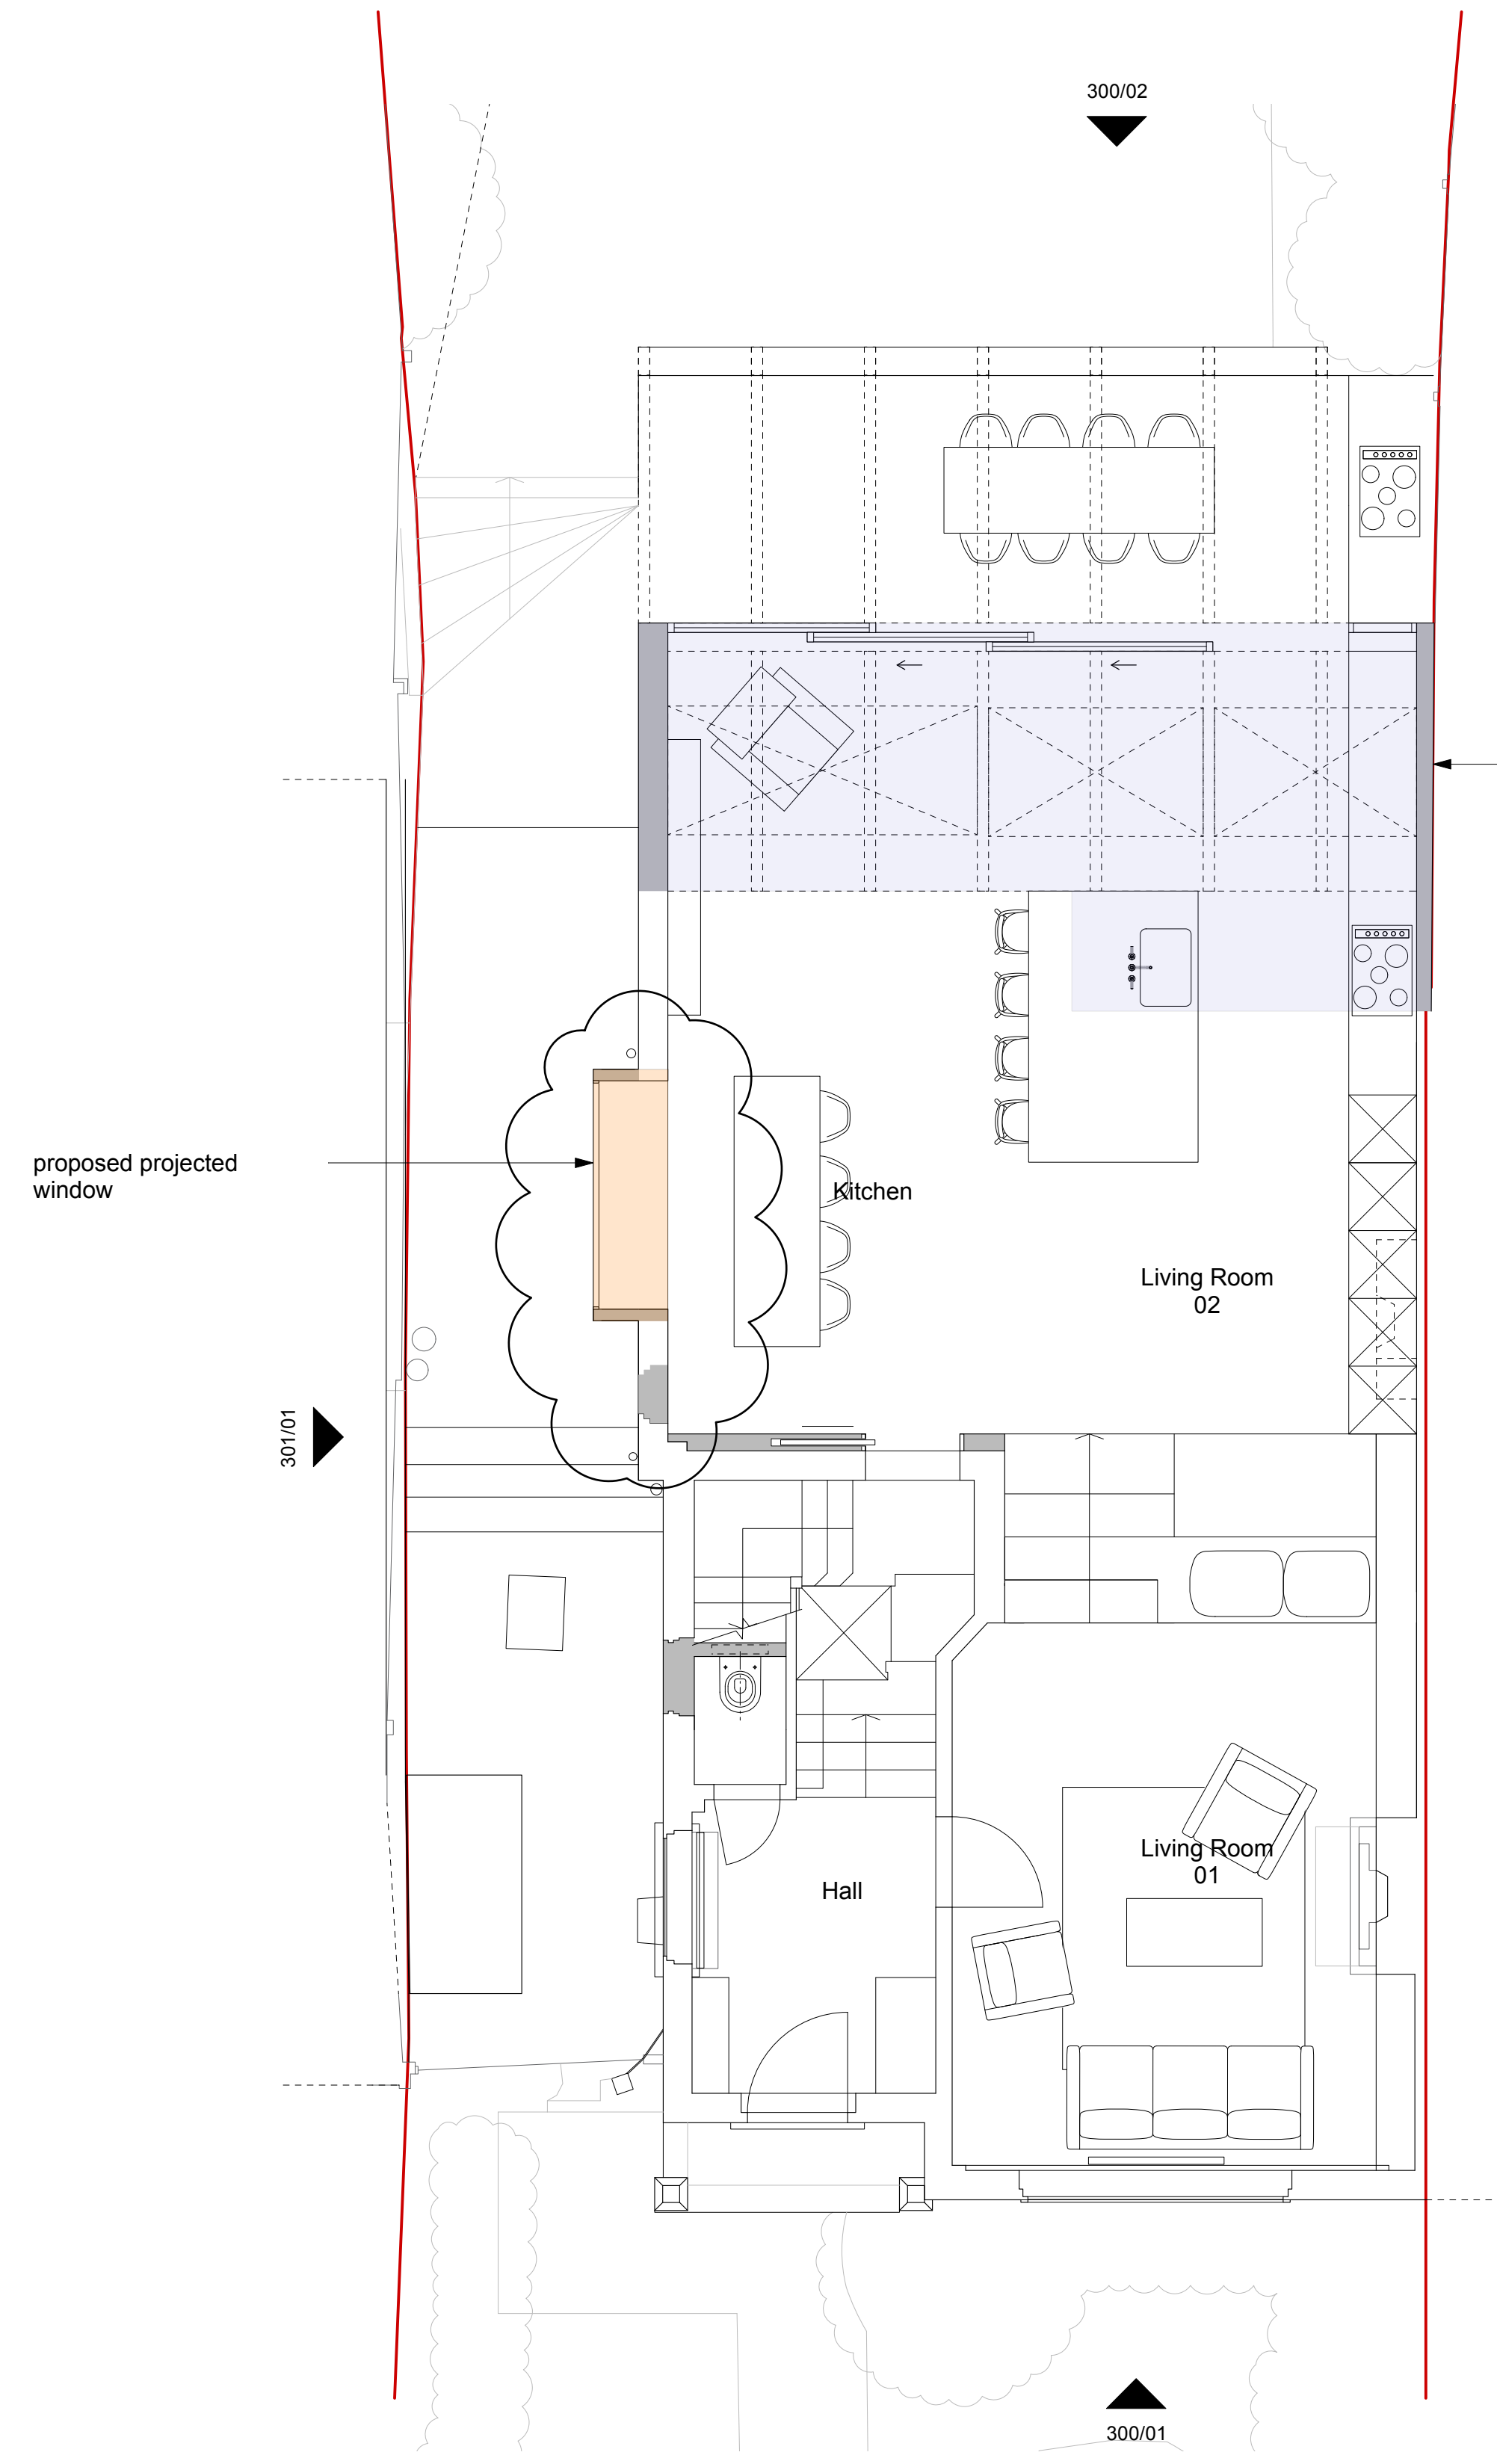 300/02
proposed projected
window
Kitchen
Living Room
02
301/01
Living Room
01
Hall
300/01